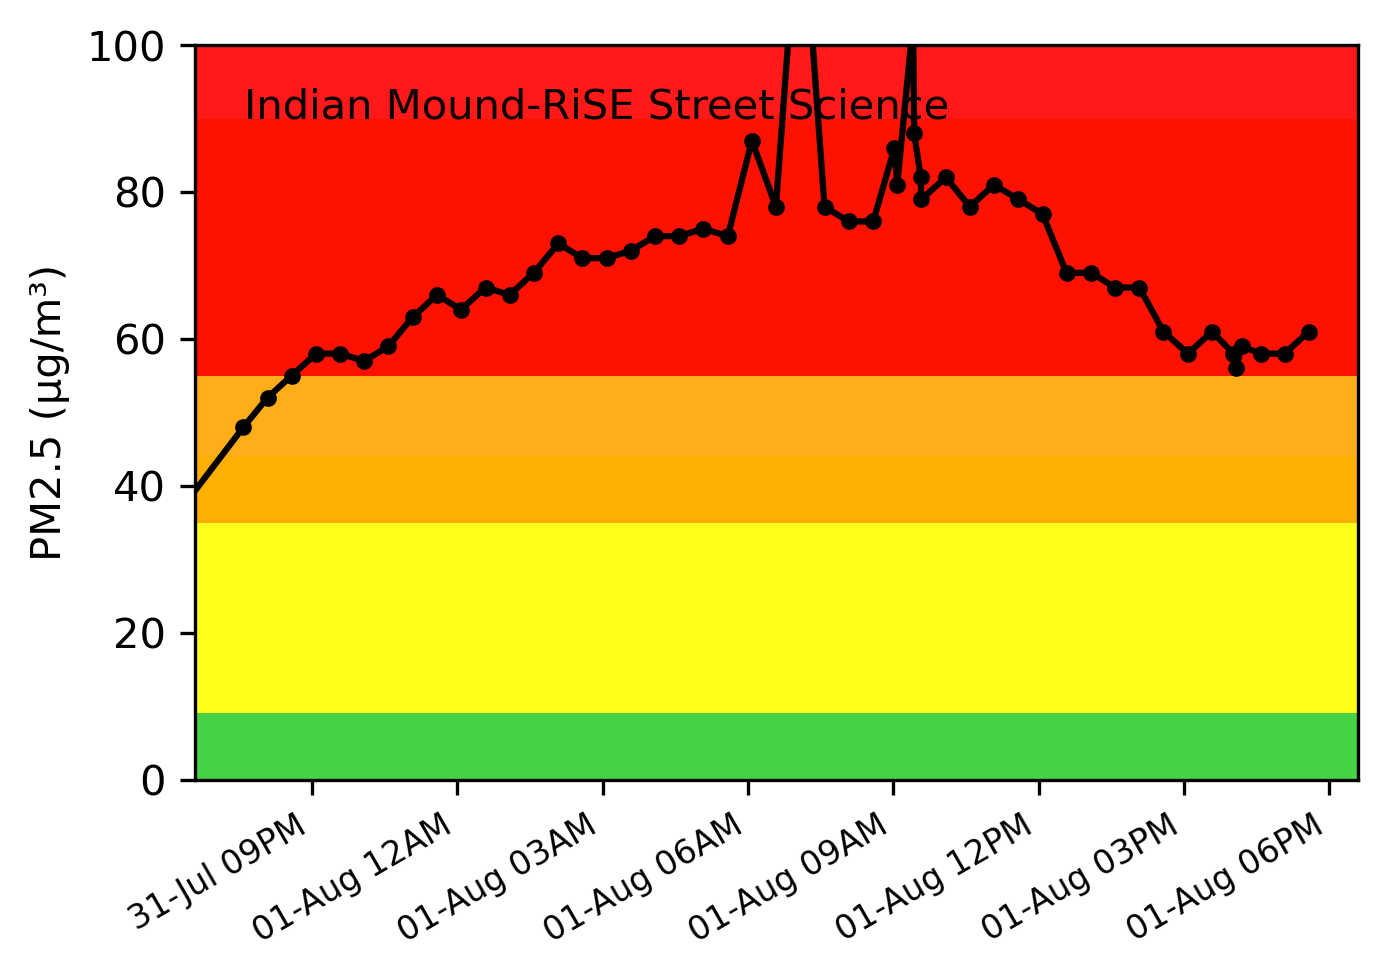 Indian Mound-RiSE Street Science
PM2.5 (µg/m³)
100
80
60
40
20
0
31-Jul 09PM
01-Aug 12AM
01-Aug 03AM
01-Aug 06AM
01-Aug 09AM
01-Aug 12PM
01-Aug 03PM
01-Aug 06PM